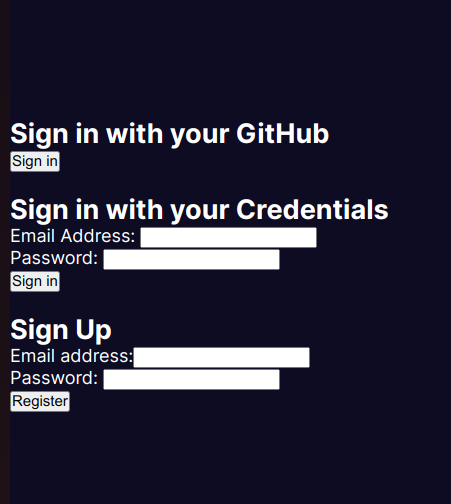 Sign in with your GitHub
Sign in
Sign in with your Credentials
Email Address:
Password:
Sign in
Sign Up
Email address:
Password:
Register